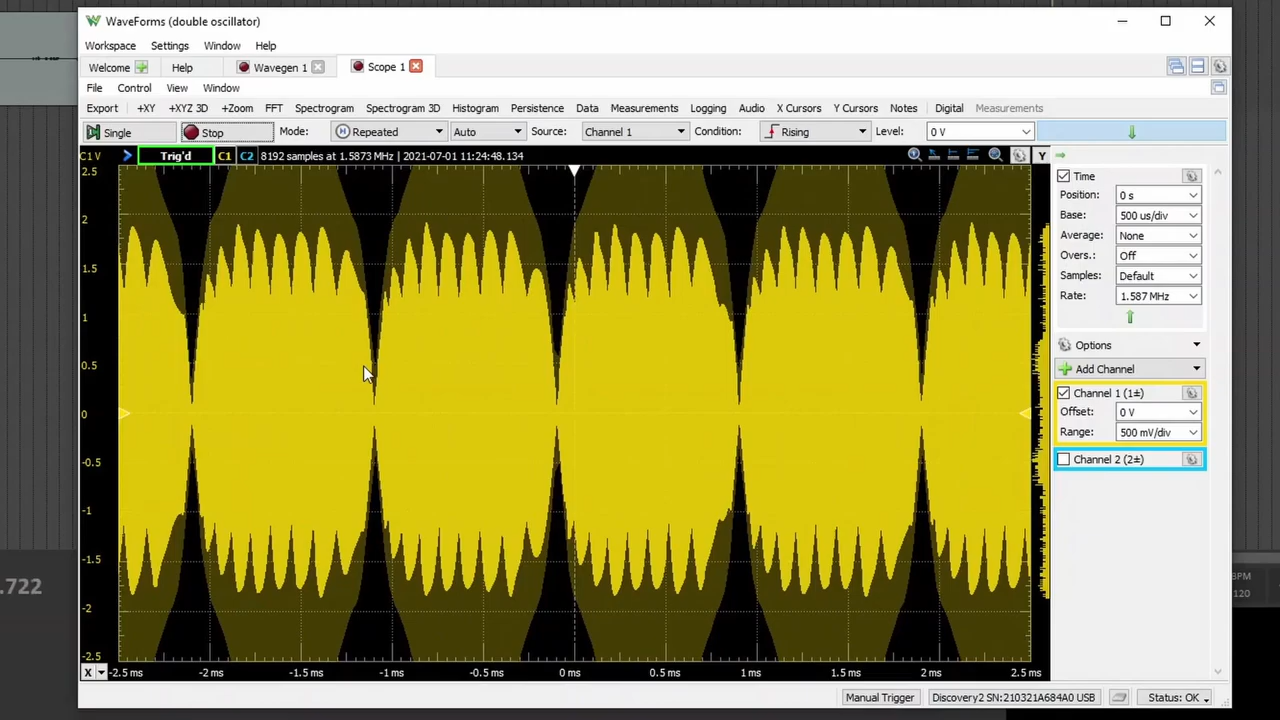 WaveForms (double oscillator)
Workspace Settings Window Help
Welcome Help Wavegen 1 Scope 1
File Control View Window
Export +XY +XYZ 3D +Zoom FFT Spectrogram Spectrogram 3D Histogram Persistence Data Measurements Logging Audio X Cursors Y Cursors Notes Digital Measurements
Single Stop Mode: Repeated Auto Source: Channel 1 Condition: Rising Level: 0 V
C1 V Trig'd C1 C2 8192 samples at 1.5873 MHz | 2021-07-01 11:24:48.134 Y
2.5
2
1.5
1
0.5
0
-0.5
-1
-1.5
-2
-2.5
X -2.5 ms -2 ms -1.5 ms -1 ms -0.5 ms 0 ms 0.5 ms 1 ms 1.5 ms 2 ms 2.5 ms
Time
Position: 0 s
Base: 500 us/div
Average: None
Overs.: Off
Samples: Default
Rate: 1.587 MHz
Options
Add Channel
Channel 1 (1±)
Offset: 0 V
Range: 500 mV/div
Channel 2 (2±)
Manual Trigger Discovery2 SN:210321A684A0 USB Status: OK
.722
BPM
120